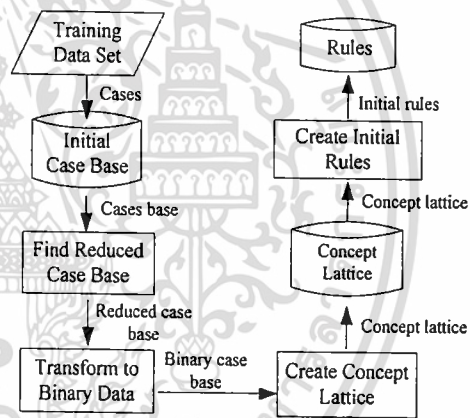 Training
Data Set
Cases
Initial
Case Base
Cases base
Find Reduced
Case Base
Reduced case
base
Transform to
Binary Data
Binary case
base
Create Concept
Lattice
Concept lattice
Concept
Lattice
Concept lattice
Create Initial
Rules
Initial rules
Rules